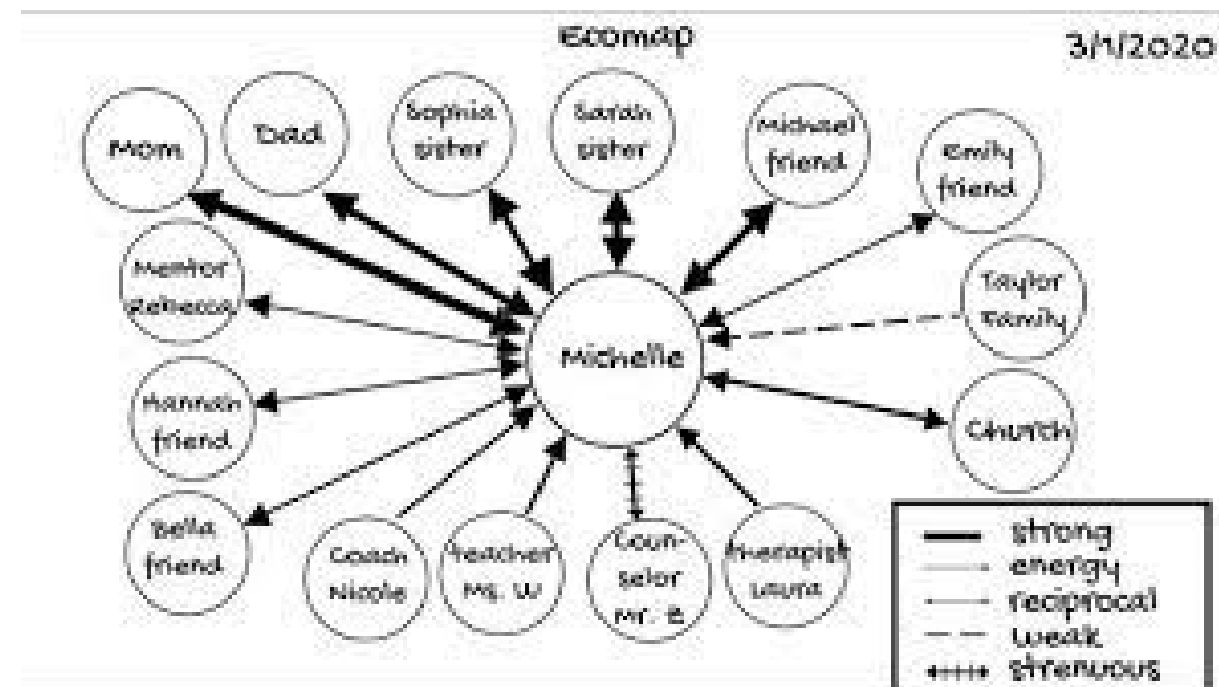 Ecomap
3/1/2020
Mom
Dad
Sophia
sister
Sarah
sister
Michael
friend
Emily
friend
Mentor
Rebecca
Taylor
Family
Michelle
Hannah
friend
Church
Bella
friend
Coach
Nicole
teacher
Ms. W
Coun-
selor
Mr. B
therapist
Laura
strong
energy
reciprocal
weak
strenuous